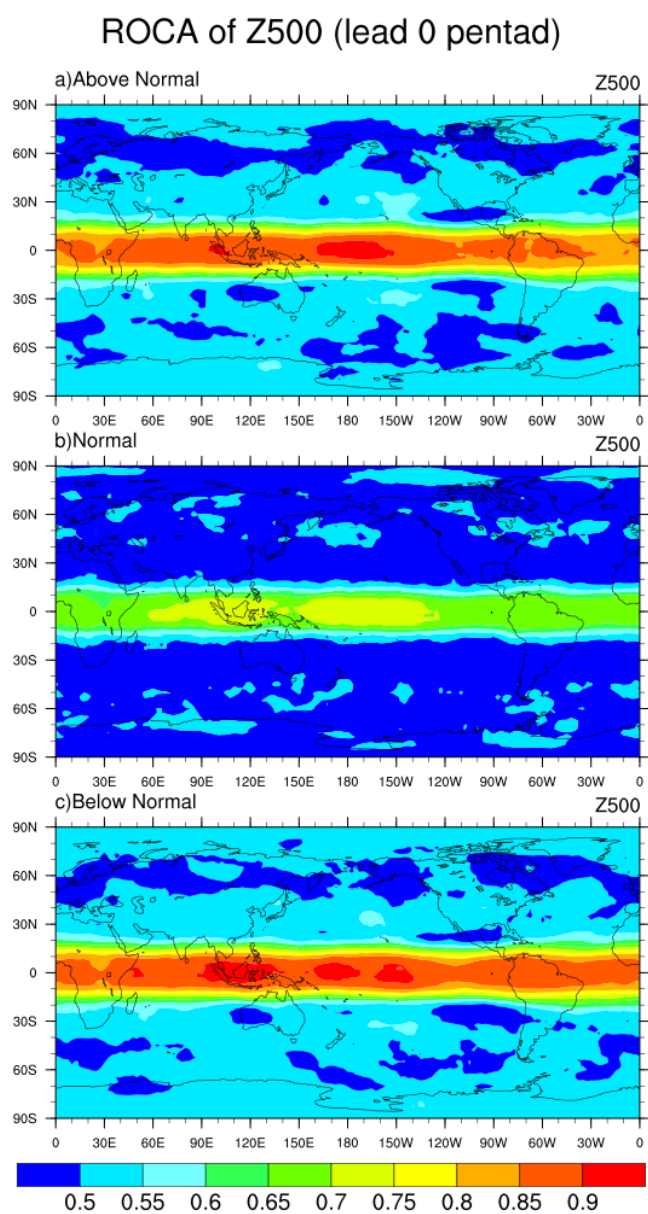 ROCA of Z500 (lead 0 pentad)
a)Above Normal Z500
90N
60N
30N
0
30S
60S
90S
0 30E 60E 90E 120E 150E 180 150W 120W 90W 60W 30W 0
b)Normal Z500
90N
60N
30N
0
30S
60S
90S
0 30E 60E 90E 120E 150E 180 150W 120W 90W 60W 30W 0
c)Below Normal Z500
90N
60N
30N
0
30S
60S
90S
0 30E 60E 90E 120E 150E 180 150W 120W 90W 60W 30W 0
0.5 0.55 0.6 0.65 0.7 0.75 0.8 0.85 0.9